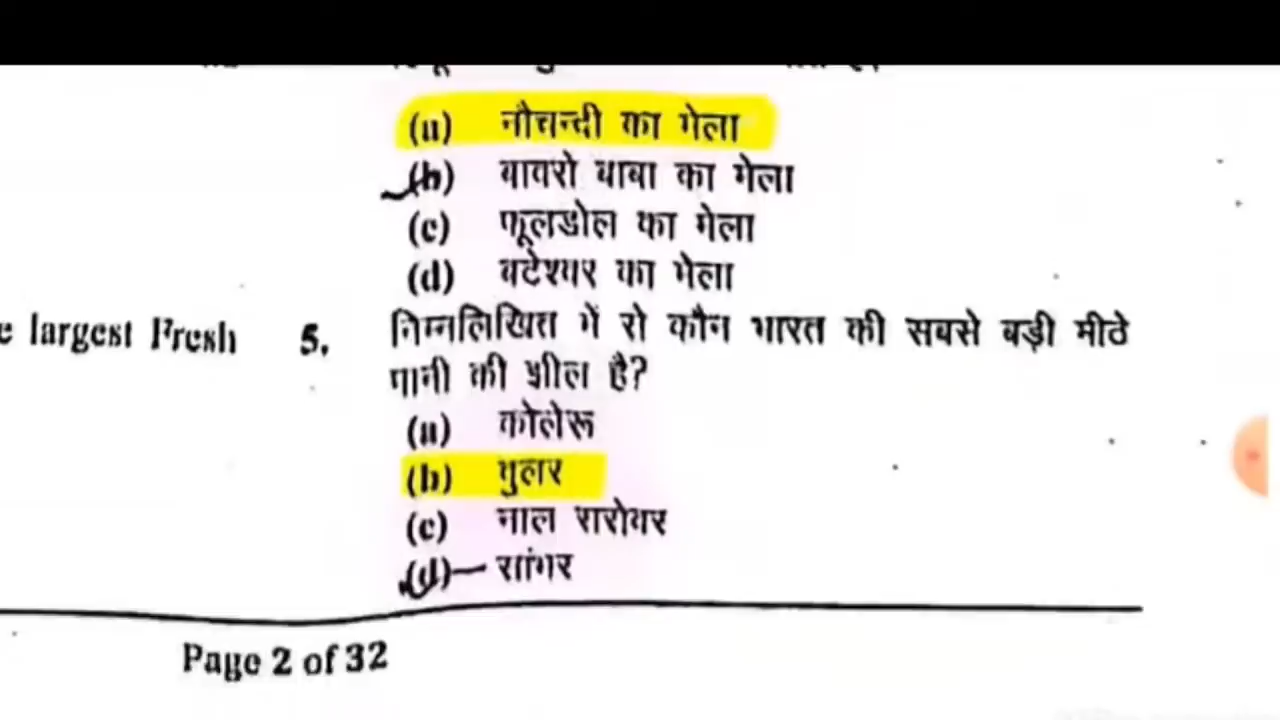 (a) नौचन्दी का मेला
(b) बावरो बाबा का मेला
(c) फूलडोल का मेला
(d) बटेश्वर का मेला
e largest Fresh 5. निम्नलिखित में से कौन भारत की सबसे बड़ी मीठे
पानी की झील है?
(a) कोलेरू
(b) वुलर
(c) नाल सरोवर
(d) सांभर
Page 2 of 32